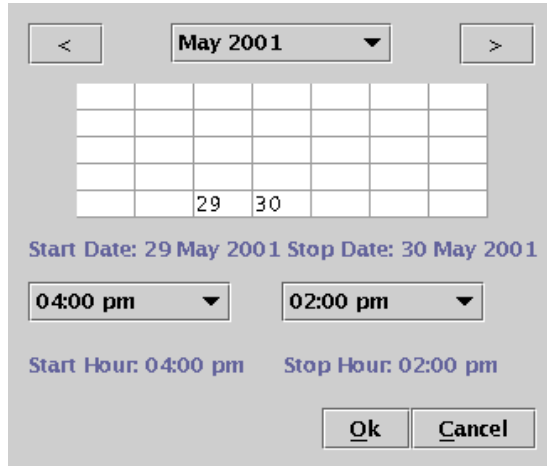 < May 2001 >
29 30
Start Date: 29 May 2001 Stop Date: 30 May 2001
04:00 pm 02:00 pm
Start Hour: 04:00 pm Stop Hour: 02:00 pm
Ok Cancel